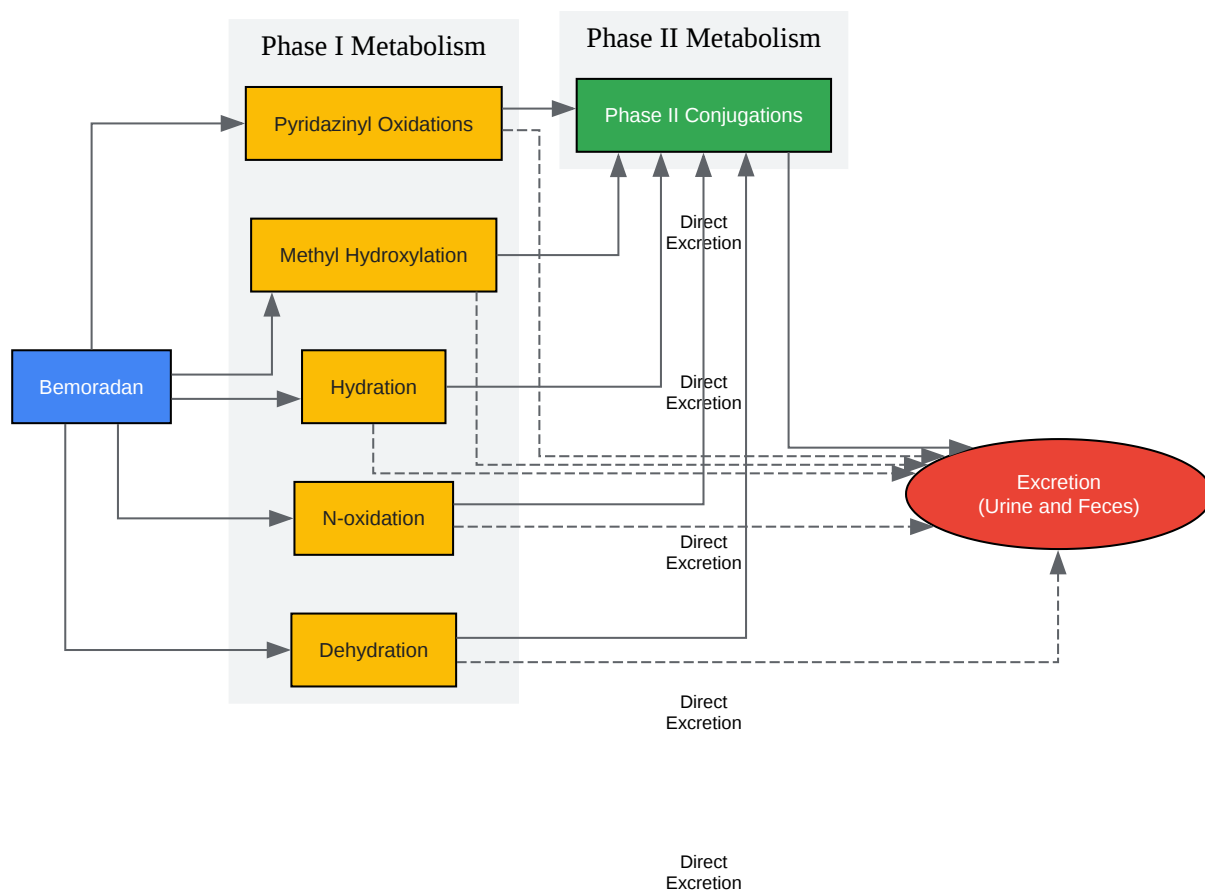 Phase I Metabolism
Phase II Metabolism
Pyridazinyl Oxidations
Phase II Conjugations
Direct
Excretion
Methyl Hydroxylation
Bemoradan
Hydration
Direct
Excretion
Excretion
(Urine and Feces)
N-oxidation
Direct
Excretion
Dehydration
Direct
Excretion
Direct
Excretion